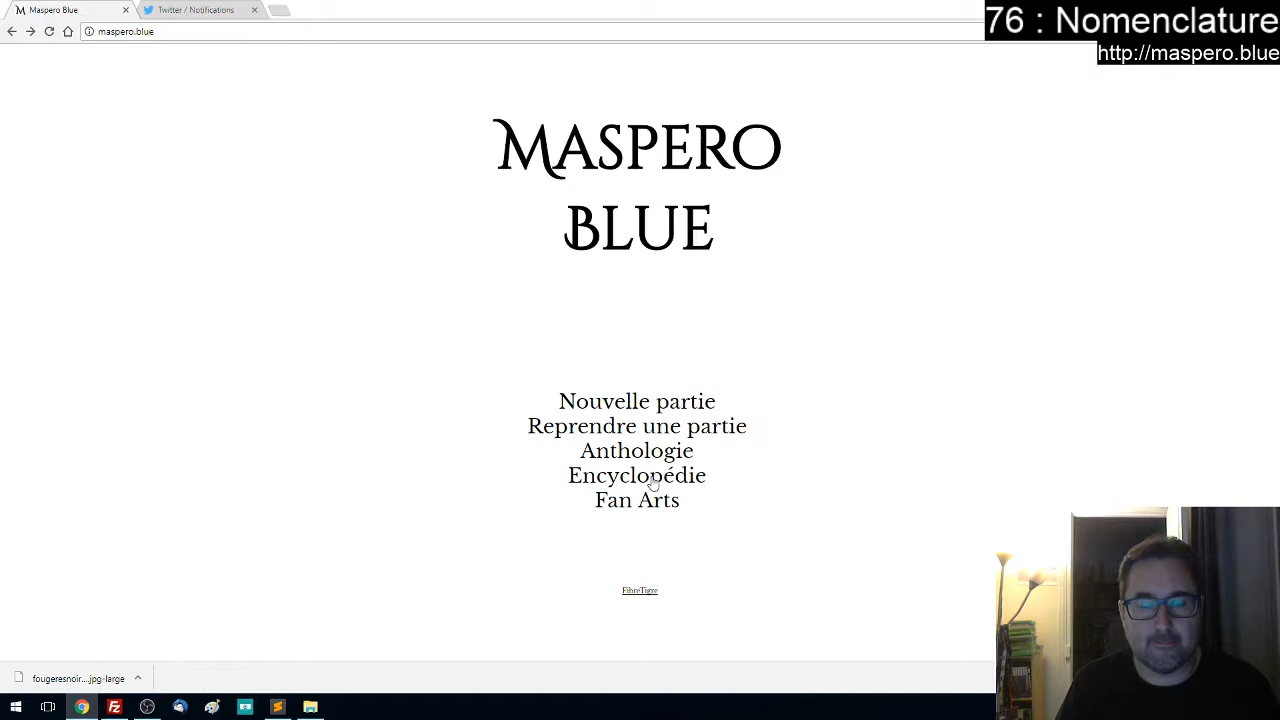 Maspero Blue
Twitter / Notifications
76 : Nomenclature
maspero.blue
http://maspero.blue
MASPERO
BLUE
Nouvelle partie
Reprendre une partie
Anthologie
Encyclopédie
Fan Arts
FibreTigre
fougeresnoir...jpg-large